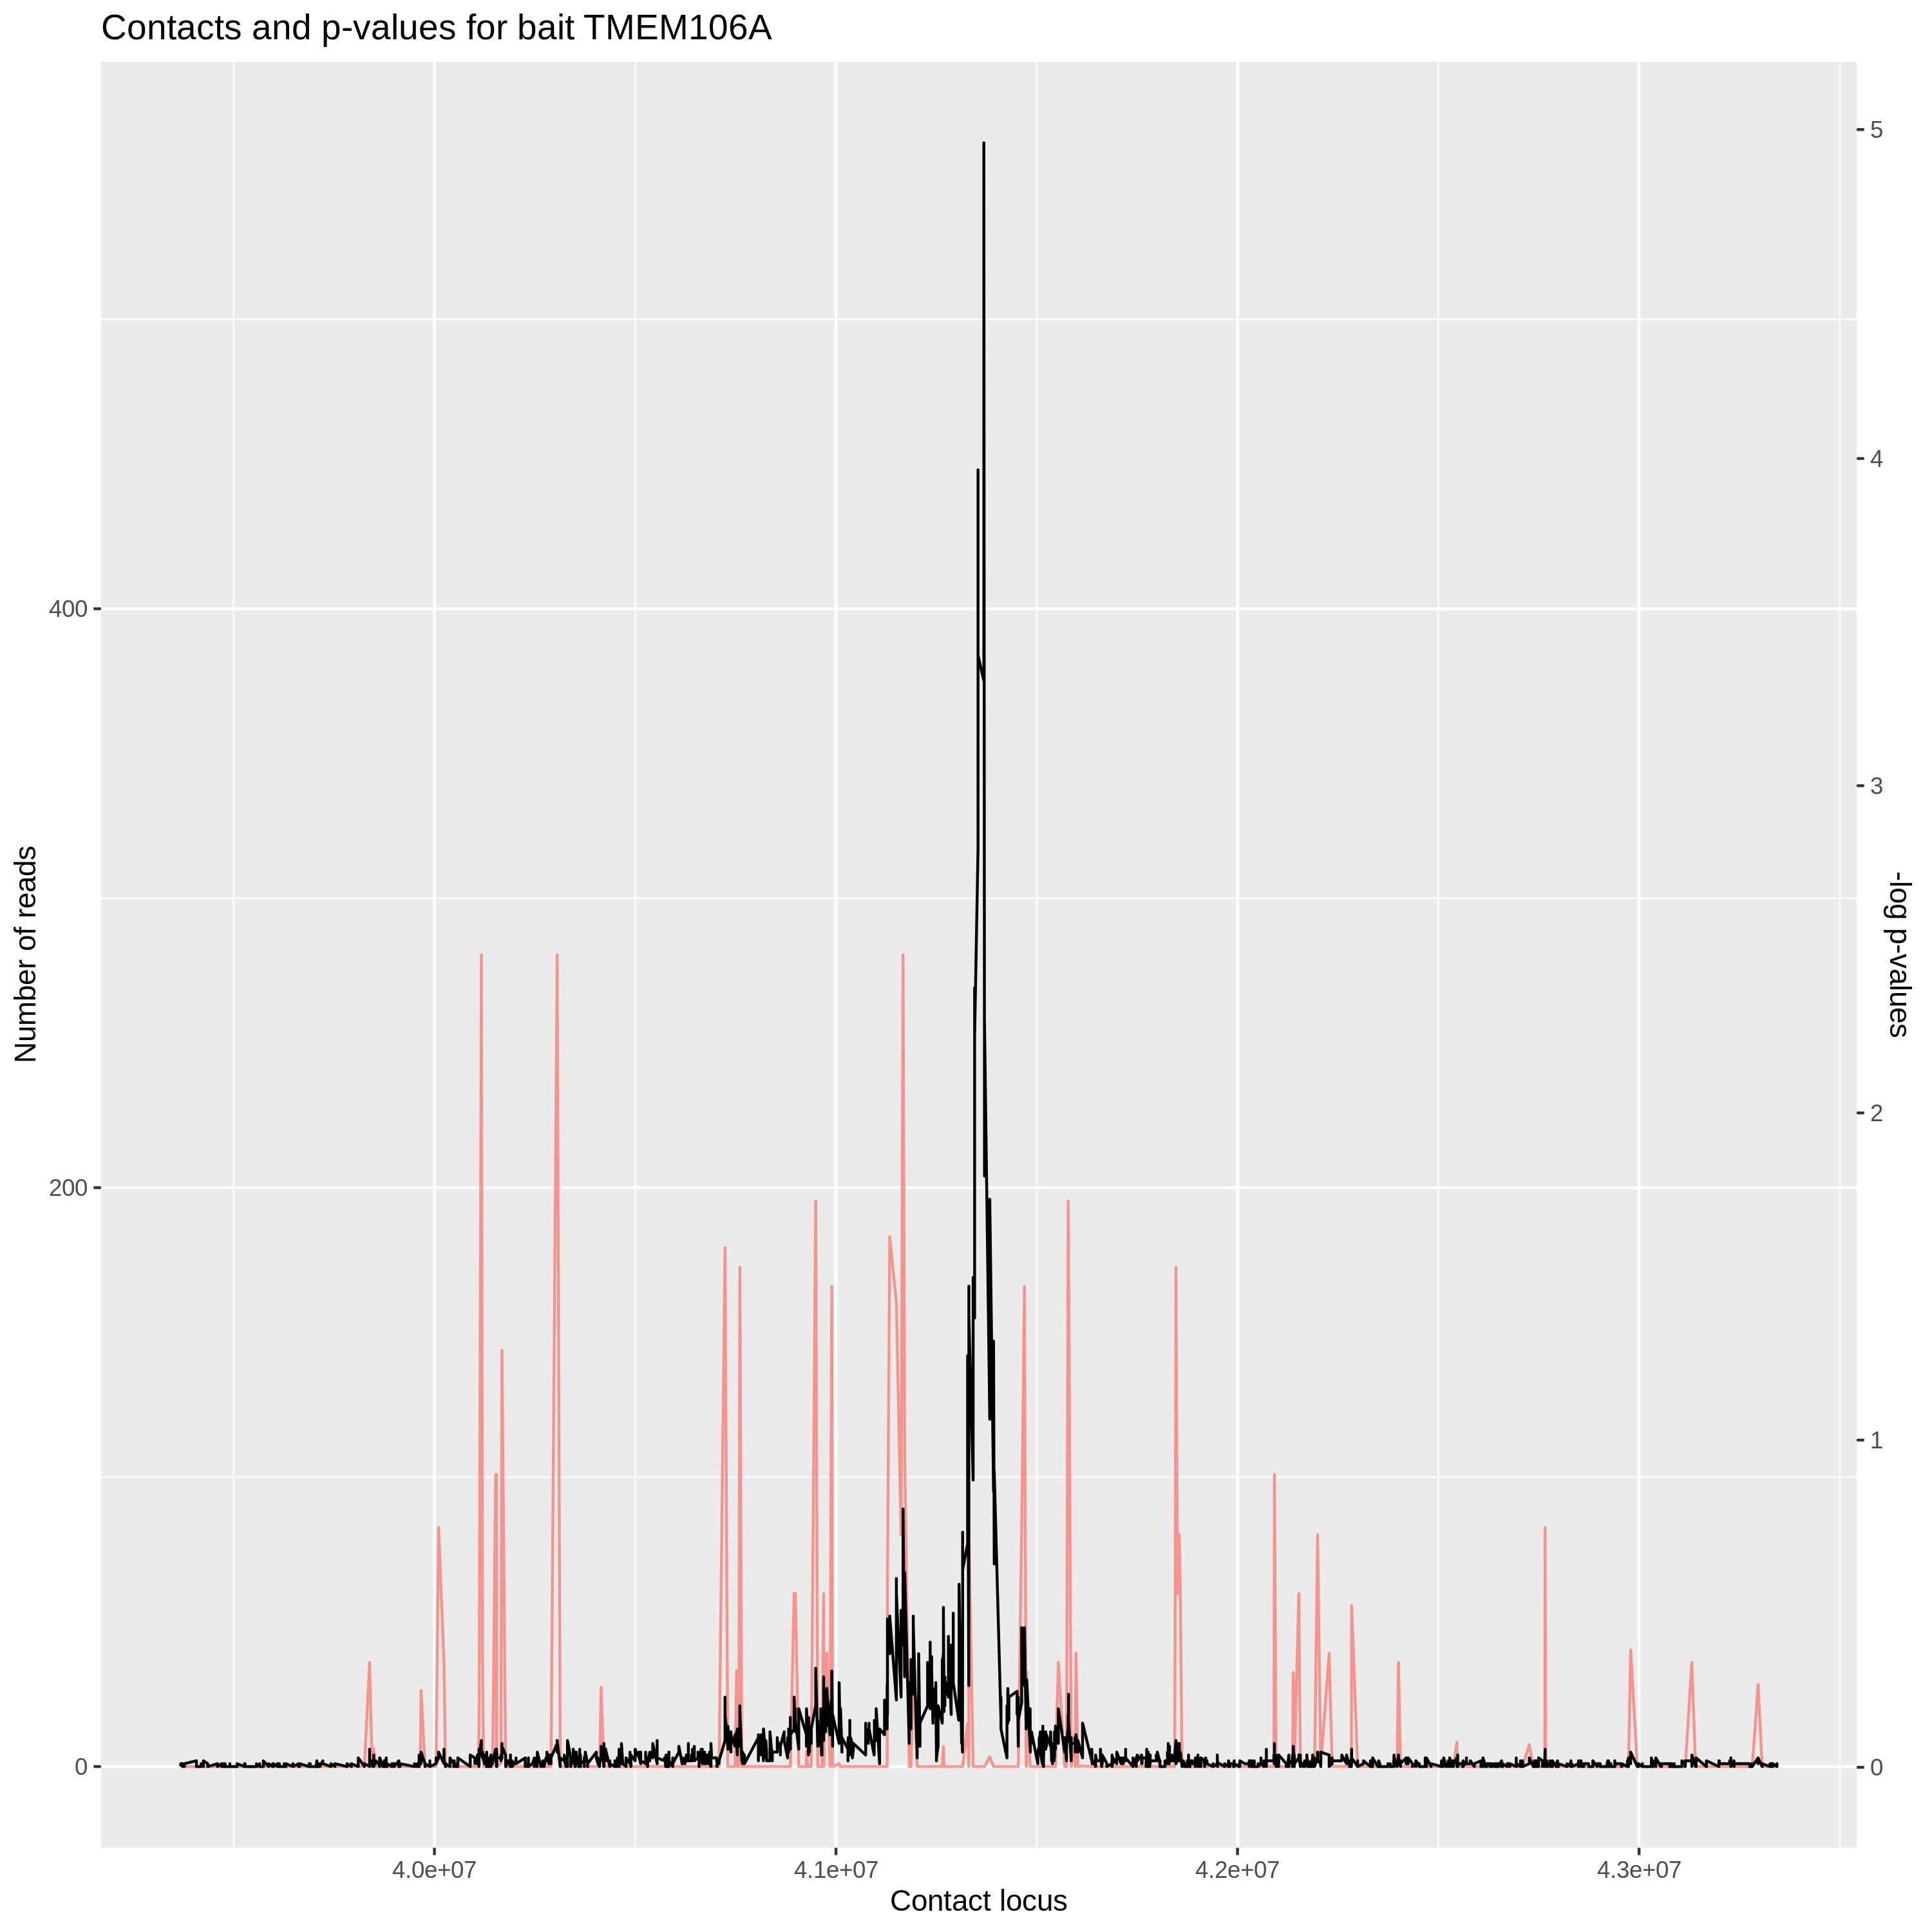 Contacts and p-values for bait TMEM106A
Number of reads
400
200
0
5
4
3
2
1
0
-log p-values
4.0e+07
4.1e+07
4.2e+07
4.3e+07
Contact locus